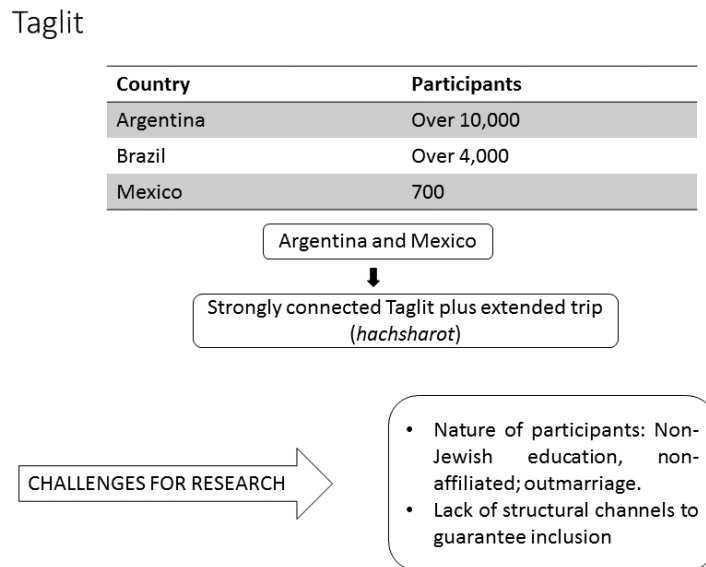 Taglit
Country Participants
Argentina Over 10,000
Brazil Over 4,000
Mexico 700
Argentina and Mexico
Strongly connected Taglit plus extended trip
(hachsharot)
CHALLENGES FOR RESEARCH
• Nature of participants: Non-
Jewish education, non-
affiliated; outmarriage.
• Lack of structural channels to
guarantee inclusion